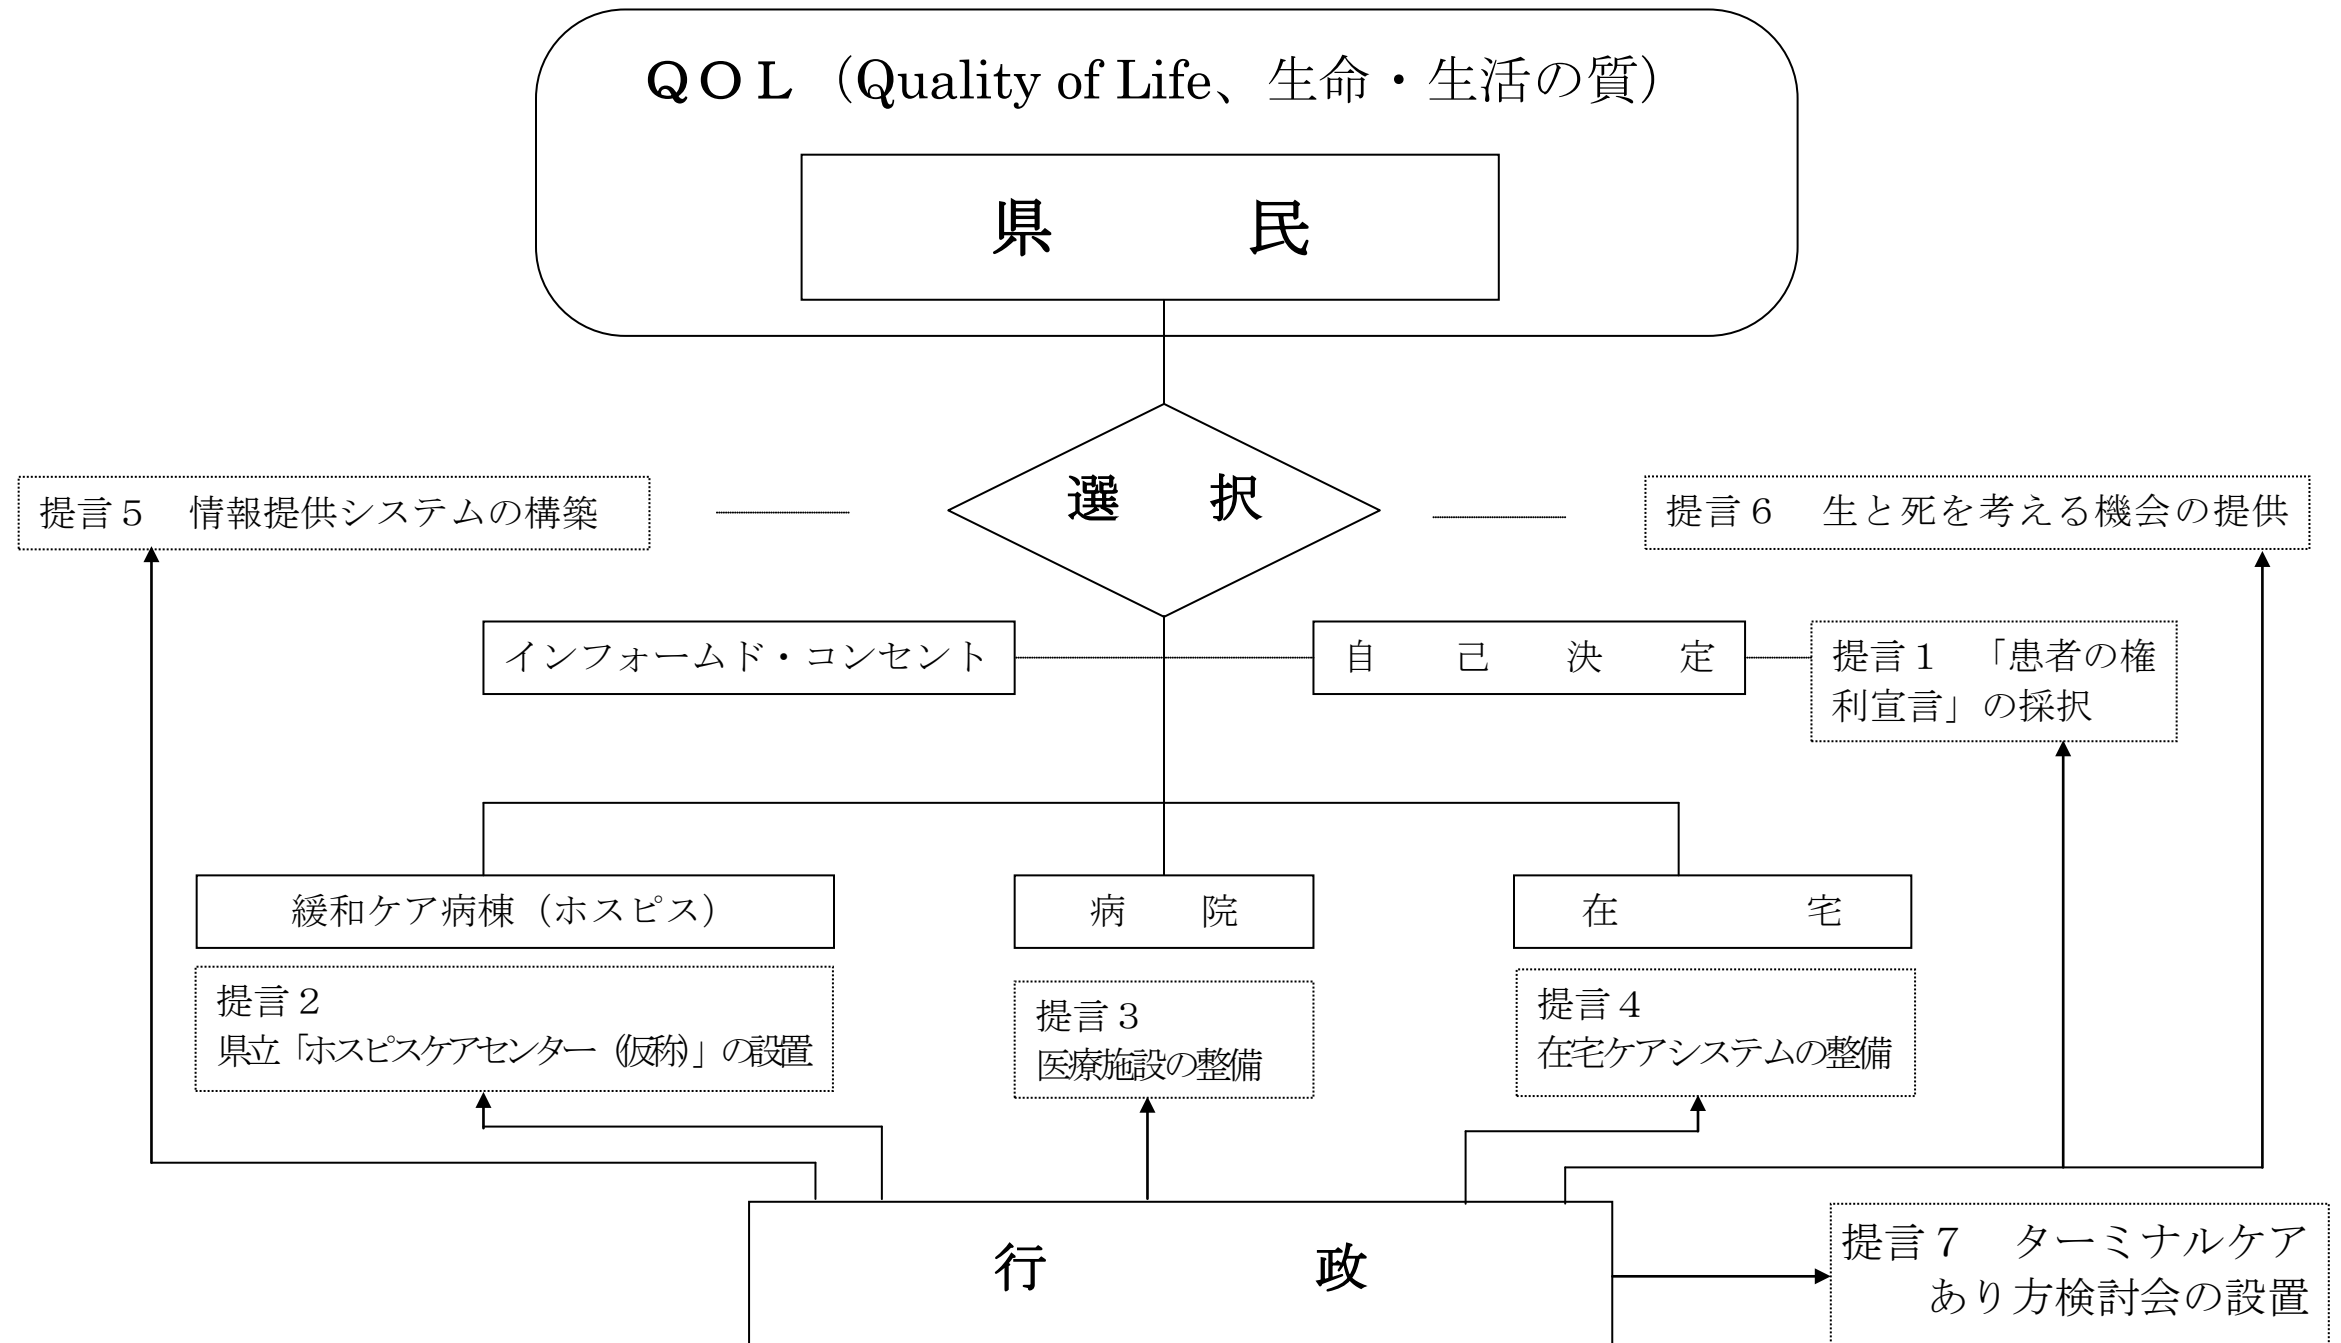 ＱＯＬ（Quality of Life、生命・生活の質）
県　　民
選　択
提言５　情報提供システムの構築
提言６　生と死を考える機会の提供
インフォームド・コンセント
自　己　決　定
提言１　「患者の権
利宣言」の採択
緩和ケア病棟（ホスピス）
病　院
在　　宅
提言２
県立「ホスピスケアセンター（仮称）」の設置
提言３
医療施設の整備
提言４
在宅ケアシステムの整備
行　　政
提言７　ターミナルケア
あり方検討会の設置